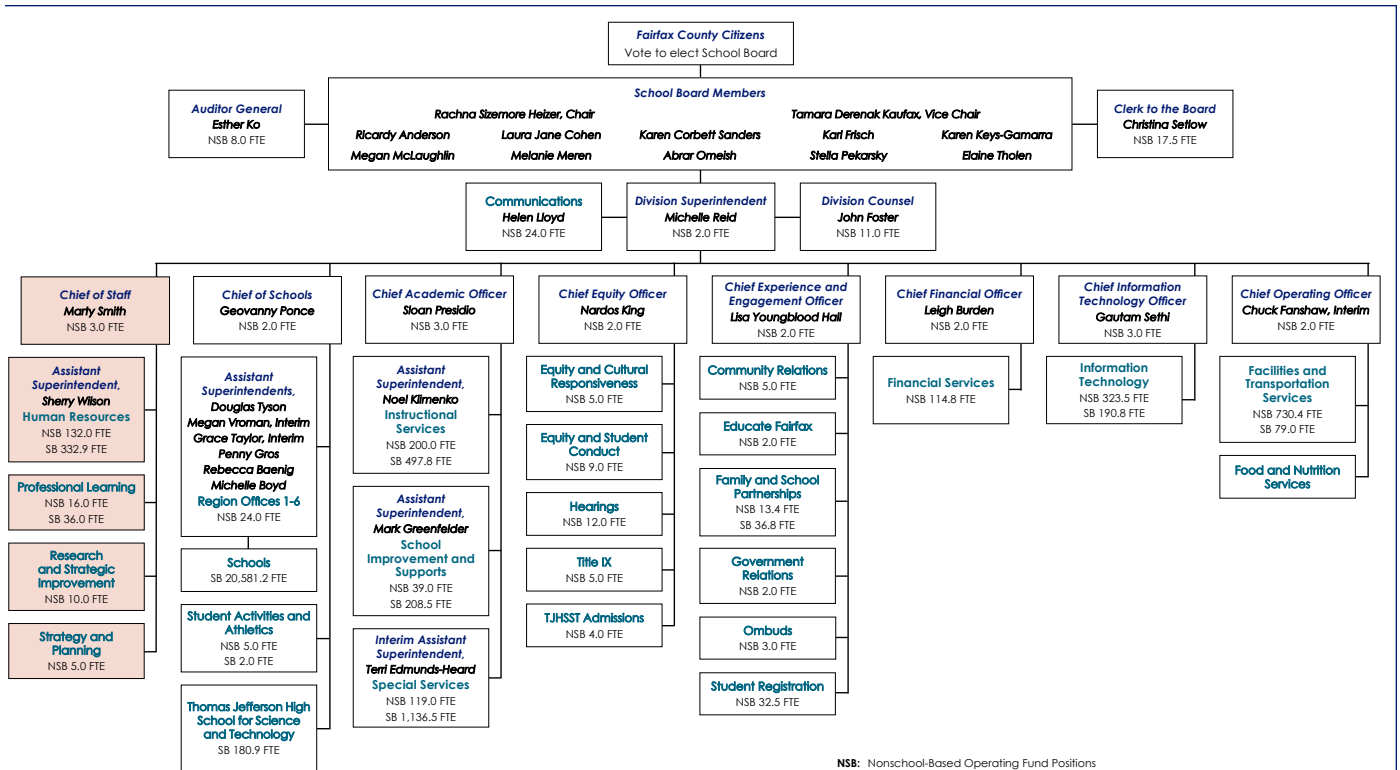 Fairfax County Citizens
Vote to elect School Board
School Board Members
Rachna Sizemore Heizer, Chair
Tamara Derenak Kaufax, Vice Chair
Ricardy Anderson
Laura Jane Cohen
Karen Corbett Sanders
Karl Frisch
Karen Keys-Gamarra
Megan McLaughlin
Melanie Meren
Abrar Omeish
Stella Pekarsky
Elaine Tholen
Auditor General
Esther Ko
NSB 8.0 FTE
Clerk to the Board
Christina Setlow
NSB 17.5 FTE
Communications
Helen Lloyd
NSB 24.0 FTE
Division Superintendent
Michelle Reid
NSB 2.0 FTE
Division Counsel
John Foster
NSB 11.0 FTE
Chief of Staff
Marty Smith
NSB 3.0 FTE
Assistant
Superintendent,
Sherry Wilson
Human Resources
NSB 132.0 FTE
SB 332.9 FTE
Professional Learning
NSB 16.0 FTE
SB 36.0 FTE
Research
and Strategic
Improvement
NSB 10.0 FTE
Strategy and
Planning
NSB 5.0 FTE
Chief of Schools
Geovanny Ponce
NSB 2.0 FTE
Assistant
Superintendents,
Douglas Tyson
Megan Vroman, Interim
Grace Taylor, Interim
Penny Gros
Rebecca Baenig
Michelle Boyd
Region Offices 1-6
NSB 24.0 FTE
Schools
SB 20,581.2 FTE
Student Activities and
Athletics
NSB 5.0 FTE
SB 2.0 FTE
Thomas Jefferson High
School for Science
and Technology
SB 180.9 FTE
Chief Academic Officer
Sloan Presidio
NSB 3.0 FTE
Assistant
Superintendent,
Noel Klimenko
Instructional
Services
NSB 200.0 FTE
SB 497.8 FTE
Assistant
Superintendent,
Mark Greenfelder
School
Improvement and
Supports
NSB 39.0 FTE
SB 208.5 FTE
Interim Assistant
Superintendent,
Terri Edmunds-Heard
Special Services
NSB 119.0 FTE
SB 1,136.5 FTE
Chief Equity Officer
Nardos King
NSB 2.0 FTE
Equity and Cultural
Responsiveness
NSB 5.0 FTE
Equity and Student
Conduct
NSB 9.0 FTE
Hearings
NSB 12.0 FTE
Title IX
NSB 5.0 FTE
TJHSST Admissions
NSB 4.0 FTE
Chief Experience and
Engagement Officer
Lisa Youngblood Hall
NSB 2.0 FTE
Community Relations
NSB 5.0 FTE
Educate Fairfax
NSB 2.0 FTE
Family and School
Partnerships
NSB 13.4 FTE
SB 36.8 FTE
Government
Relations
NSB 2.0 FTE
Ombuds
NSB 3.0 FTE
Student Registration
NSB 32.5 FTE
Chief Financial Officer
Leigh Burden
NSB 2.0 FTE
Financial Services
NSB 114.8 FTE
Chief Information
Technology Officer
Gautam Sethi
NSB 3.0 FTE
Information
Technology
NSB 323.5 FTE
SB 190.8 FTE
Chief Operating Officer
Chuck Fanshaw, Interim
NSB 2.0 FTE
Facilities and
Transportation
Services
NSB 730.4 FTE
SB 79.0 FTE
Food and Nutrition
Services
NSB: Nonschool-Based Operating Fund Positions